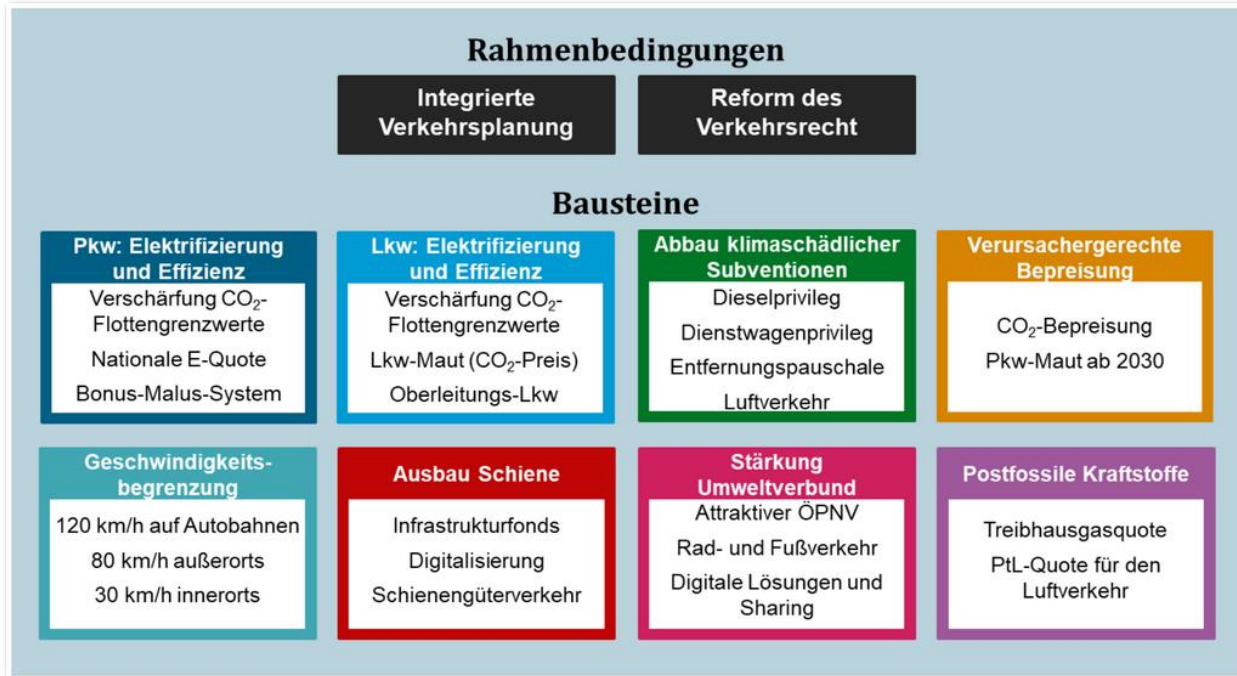 Rahmenbedingungen
Integrierte
Verkehrsplanung
Reform des
Verkehrsrecht
Bausteine
Pkw: Elektrifizierung
und Effizienz
Verschärfung CO₂-
Flottengrenzwerte
Nationale E-Quote
Bonus-Malus-System
Lkw: Elektrifizierung
und Effizienz
Verschärfung CO₂-
Flottengrenzwerte
Lkw-Maut (CO₂-Preis)
Oberleitungs-Lkw
Abbau klimaschädlicher
Subventionen
Dieselprivileg
Dienstwagenprivileg
Entfernungspauschale
Luftverkehr
Verursachergerechte
Bepreisung
CO₂-Bepreisung
Pkw-Maut ab 2030
Geschwindigkeits-
begrenzung
120 km/h auf Autobahnen
80 km/h außerorts
30 km/h innerorts
Ausbau Schiene
Infrastrukturfonds
Digitalisierung
Schienengüterverkehr
Stärkung
Umweltverbund
Attraktiver ÖPNV
Rad- und Fußverkehr
Digitale Lösungen und
Sharing
Postfossile Kraftstoffe
Treibhausgasquote
PtL-Quote für den
Luftverkehr